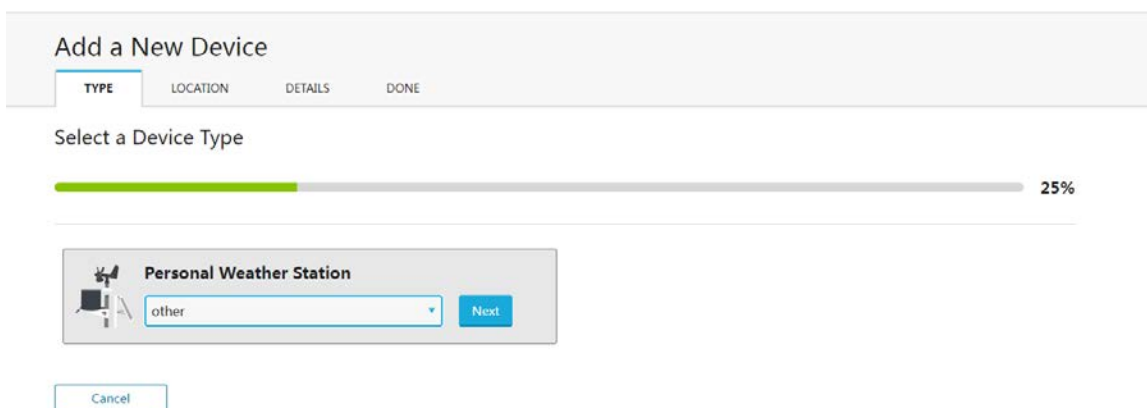 Add a New Device
TYPE LOCATION DETAILS DONE
Select a Device Type
25%
Personal Weather Station
other Next
Cancel